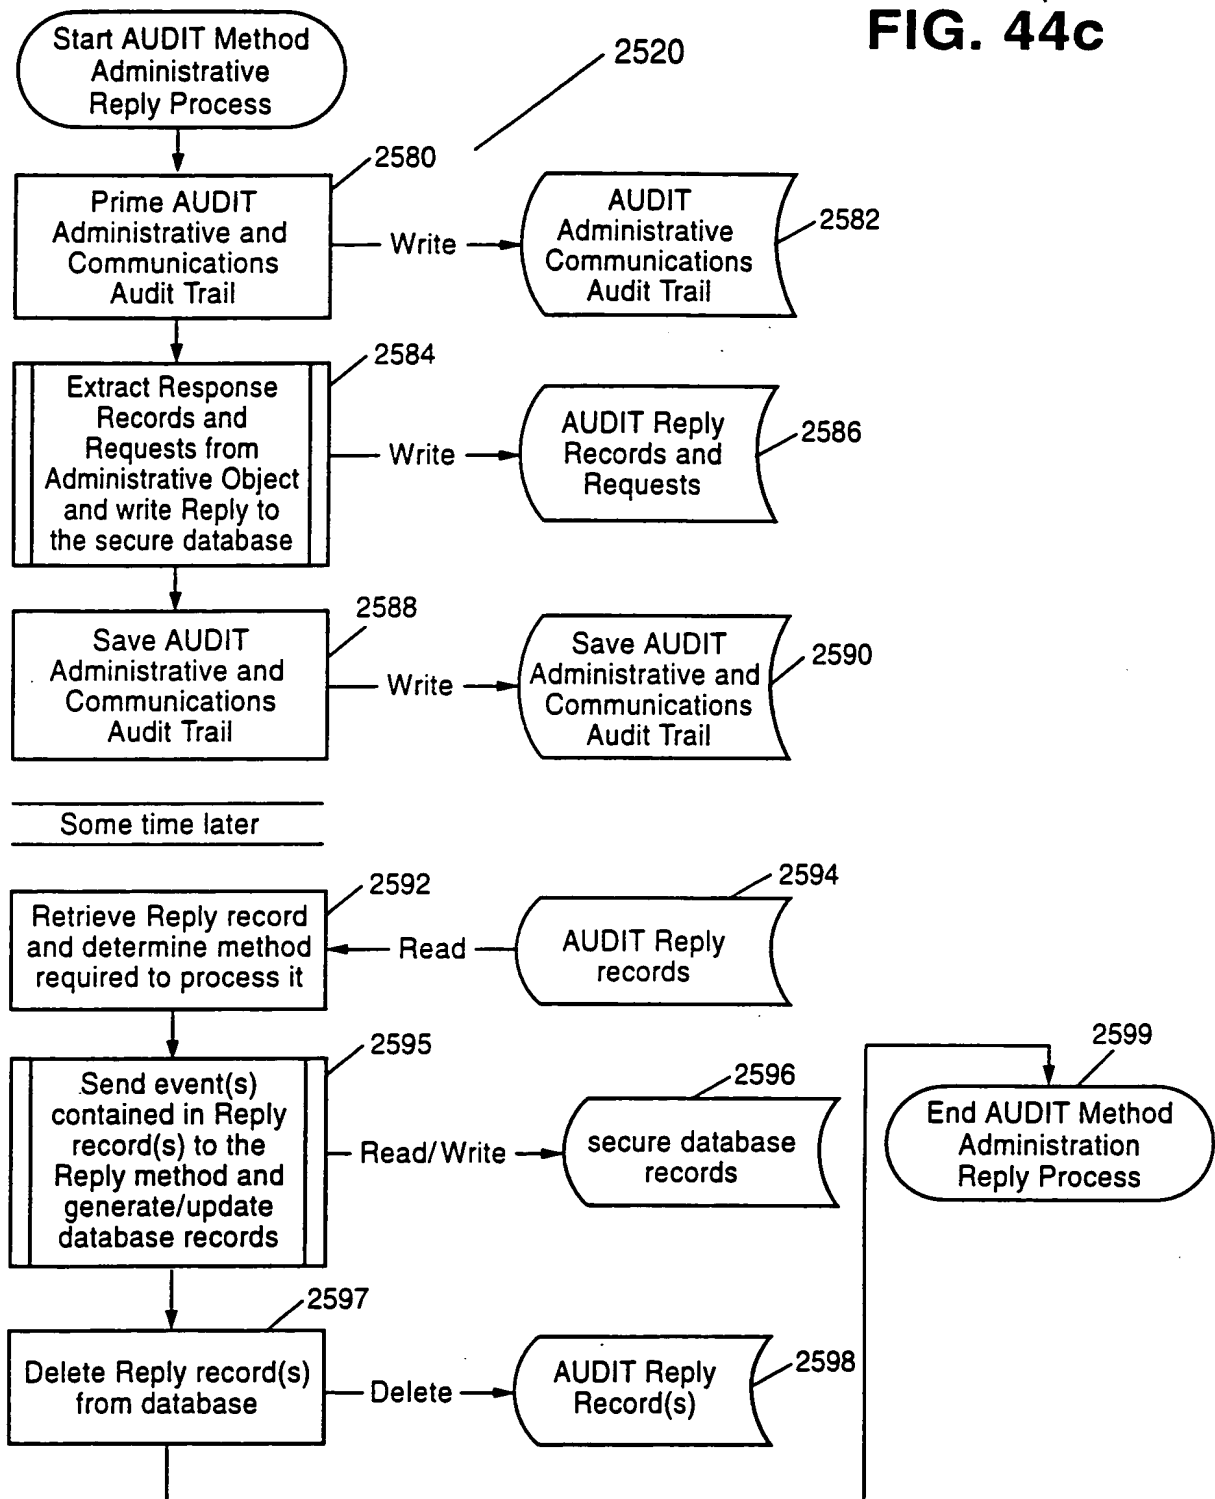 FIG. 44c
Start AUDIT Method
Administrative
Reply Process
2520
2580
Prime AUDIT
Administrative and
Communications
Audit Trail
Write
AUDIT
Administrative
Communications
Audit Trail
2582
2584
Extract Response
Records and
Requests from
Administrative Object
and write Reply to
the secure database
Write
AUDIT Reply
Records and
Requests
2586
2588
Save AUDIT
Administrative and
Communications
Audit Trail
Write
Save AUDIT
Administrative and
Communications
Audit Trail
2590
Some time later
2592
Retrieve Reply record
and determine method
required to process it
Read
2594
AUDIT Reply
records
2595
Send event(s)
contained in Reply
record(s) to the
Reply method and
generate/update
database records
Read/Write
2596
secure database
records
2599
End AUDIT Method
Administration
Reply Process
2597
Delete Reply record(s)
from database
Delete
AUDIT Reply
Record(s)
2598